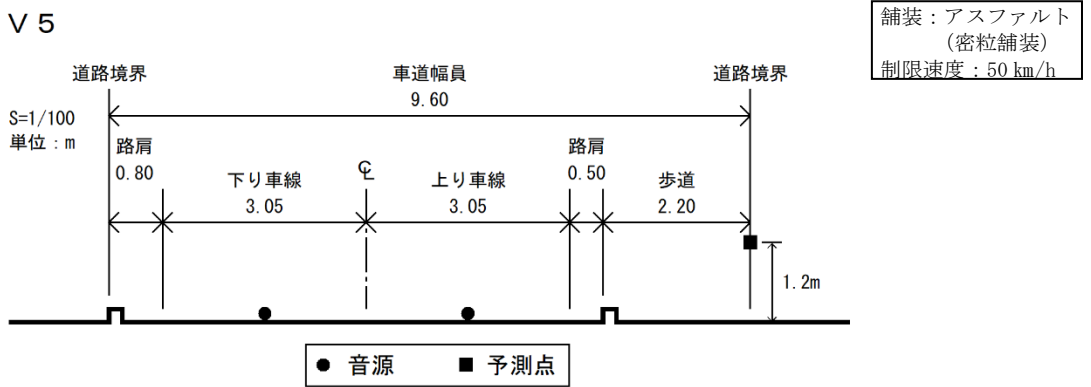 V5
舗装：アスファルト
（密粒舗装）
制限速度：50 km/h
道路境界
車道幅員
道路境界
9.60
S=1/100
単位：m
路肩
0.80
下り車線
3.05
℄
上り車線
3.05
路肩
0.50
歩道
2.20
1.2m
● 音源 ■ 予測点